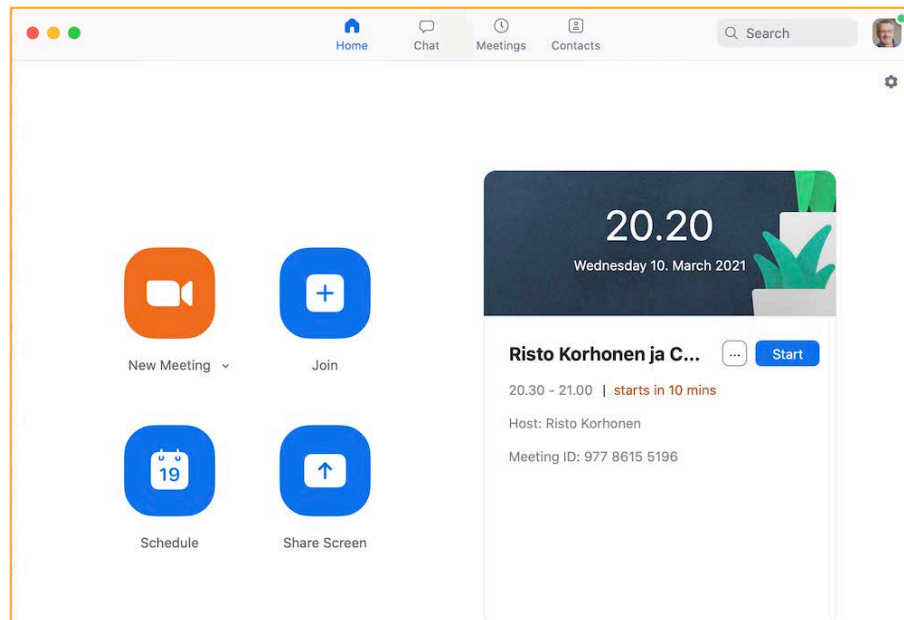 Home
Chat
Meetings
Contacts
Search
20.20
Wednesday 10. March 2021
New Meeting
Join
Risto Korhonen ja C...
...
Start
20.30 - 21.00 | starts in 10 mins
Host: Risto Korhonen
Meeting ID: 977 8615 5196
19
Schedule
Share Screen